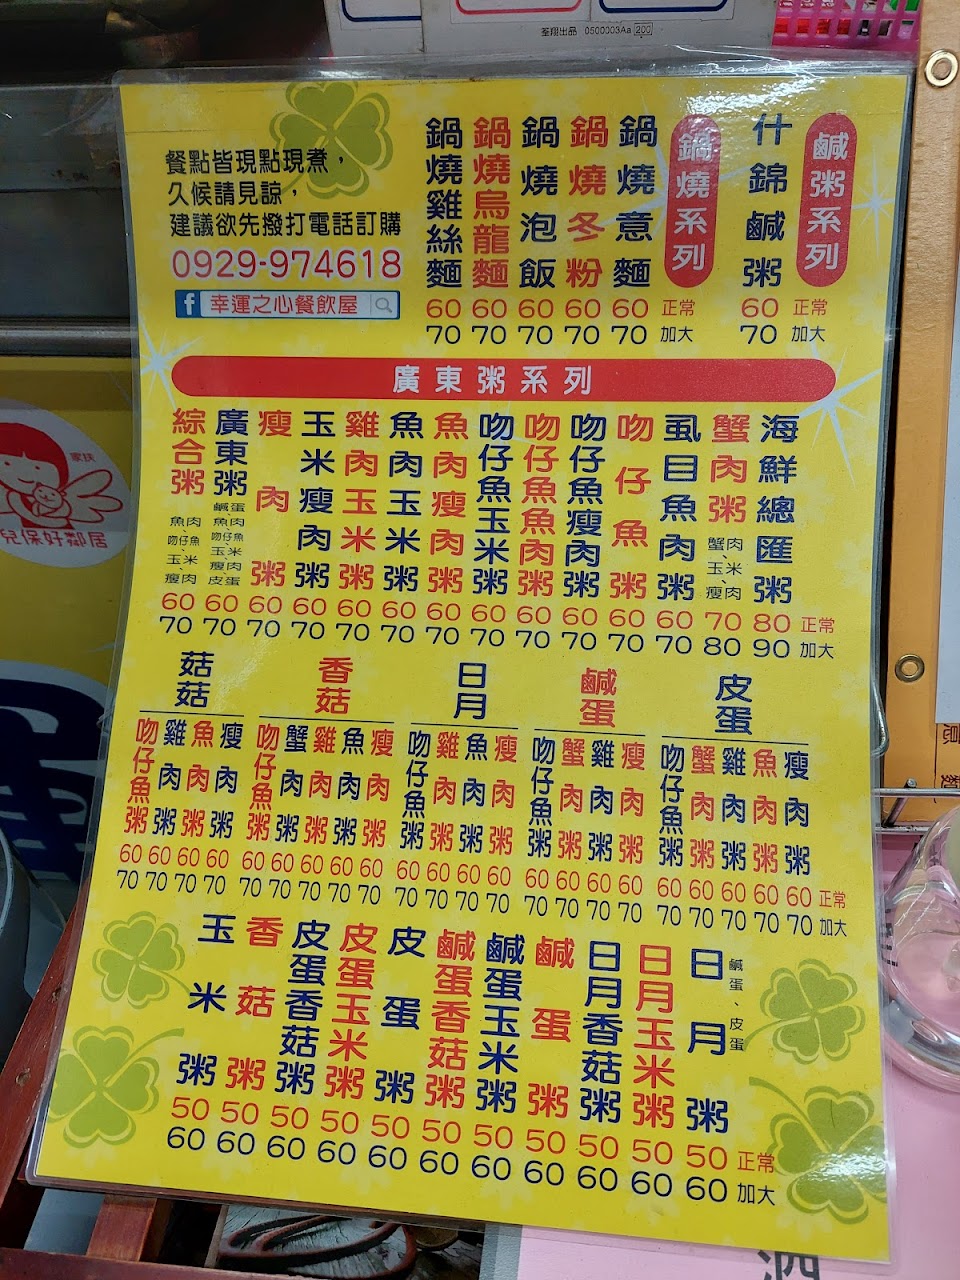 荃翔出品 0500003Aa 200
餐點皆現點現煮，
久候請見諒，
建議欲先撥打電話訂購
0929-974618
f 幸運之心餐飲屋
鹹粥系列
什錦鹹粥
60 正常
70 加大
鍋燒系列
鍋燒意麵
鍋燒冬粉
鍋燒泡飯
鍋燒烏龍麵
鍋燒雞絲麵
60 60 60 60 60 正常
70 70 70 70 70 加大
廣東粥系列
海鮮總匯粥
蟹肉粥 蟹肉、玉米、瘦肉
虱目魚肉粥
吻仔魚粥
吻仔魚瘦肉粥
吻仔魚魚肉粥
吻仔魚玉米粥
魚肉瘦肉粥
魚肉玉米粥
雞肉玉米粥
玉米瘦肉粥
瘦肉粥
廣東粥 鹹蛋、魚肉、吻仔魚、玉米、瘦肉、皮蛋
綜合粥 魚肉、吻仔魚、玉米、瘦肉
60 60 60 60 60 60 60 60 60 60 60 60 70 80 正常
70 70 70 70 70 70 70 70 70 70 70 70 80 90 加大
皮蛋
瘦肉粥
魚肉粥
雞肉粥
蟹肉粥
吻仔魚粥
鹹蛋
瘦肉粥
雞肉粥
蟹肉粥
吻仔魚粥
日月
瘦肉粥
魚肉粥
雞肉粥
吻仔魚粥
香菇
瘦肉粥
魚肉粥
雞肉粥
蟹肉粥
吻仔魚粥
菇菇
瘦肉粥
魚肉粥
雞肉粥
吻仔魚粥
60 60 60 60 60 60 60 60 60 60 60 60 60 60 60 60 60 60 60 60 60 60 正常
70 70 70 70 70 70 70 70 70 70 70 70 70 70 70 70 70 70 70 70 70 70 加大
日月粥 鹹蛋、皮蛋
日月玉米粥
日月香菇粥
鹹蛋粥
鹹蛋玉米粥
鹹蛋香菇粥
皮蛋粥
皮蛋玉米粥
皮蛋香菇粥
香菇粥
玉米粥
50 50 50 50 50 50 50 50 50 50 50 正常
60 60 60 60 60 60 60 60 60 60 60 加大
家扶
兒保好鄰居